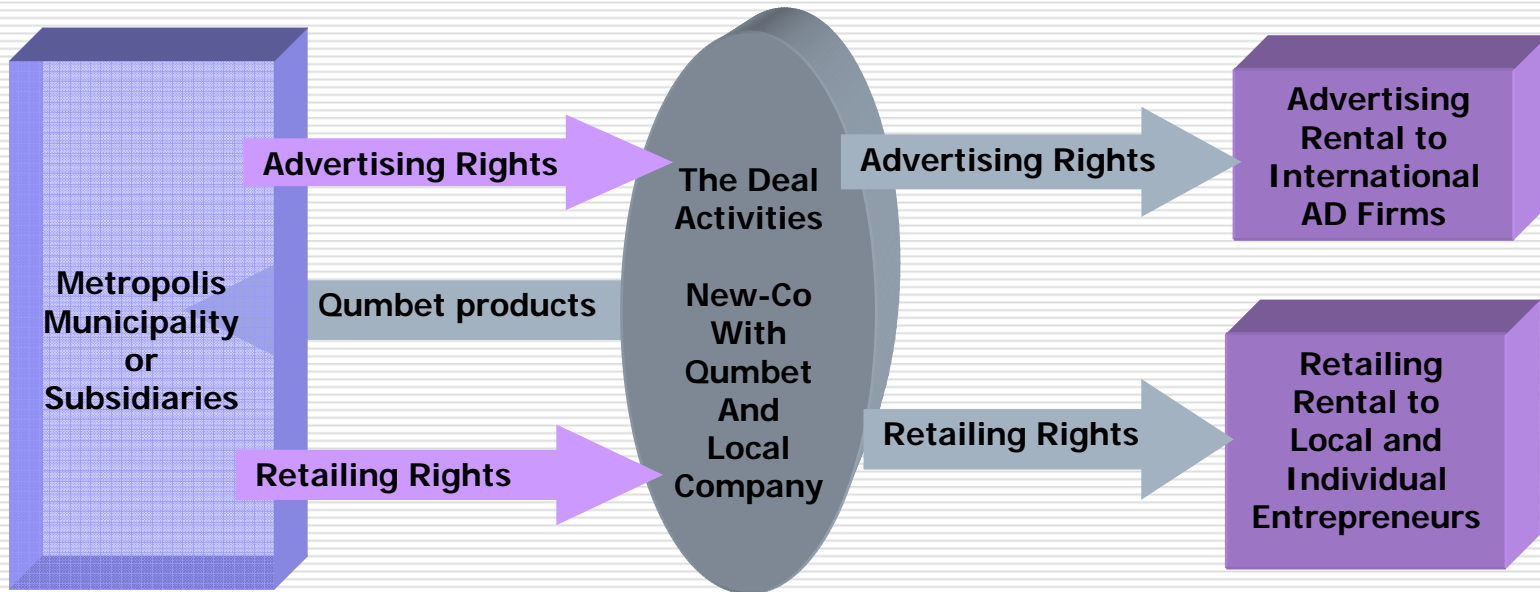 Metropolis
Municipality
or
Subsidiaries
Advertising Rights
Qumbet products
Retailing Rights
The Deal
Activities
New-Co
With
Qumbet
And
Local
Company
Advertising Rights
Retailing Rights
Advertising
Rental to
International
AD Firms
Retailing
Rental to
Local and
Individual
Entrepreneurs